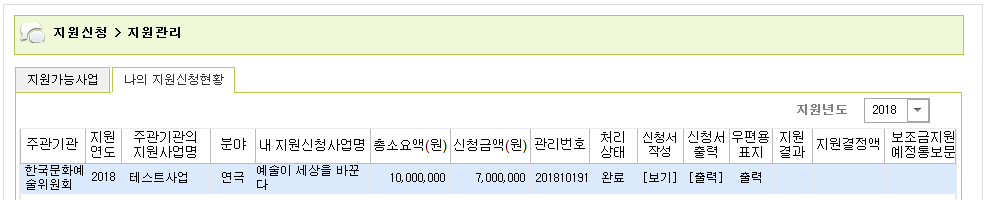 지원신청 > 지원관리
지원가능사업 나의 지원신청현황
지원년도 2018
주관기관 지원연도 주관기관의 지원사업명 분야 내 지원신청사업명 총소요액(원) 신청금액(원) 관리번호 처리상태 신청서작성 신청서출력 우편용표지 지원결과 지원결정액 보조금지원예정통보문
한국문화예술위원회 2018 테스트사업 연극 예술이 세상을 바꾼다 10,000,000 7,000,000 201810191 완료 [보기] [출력] 출력